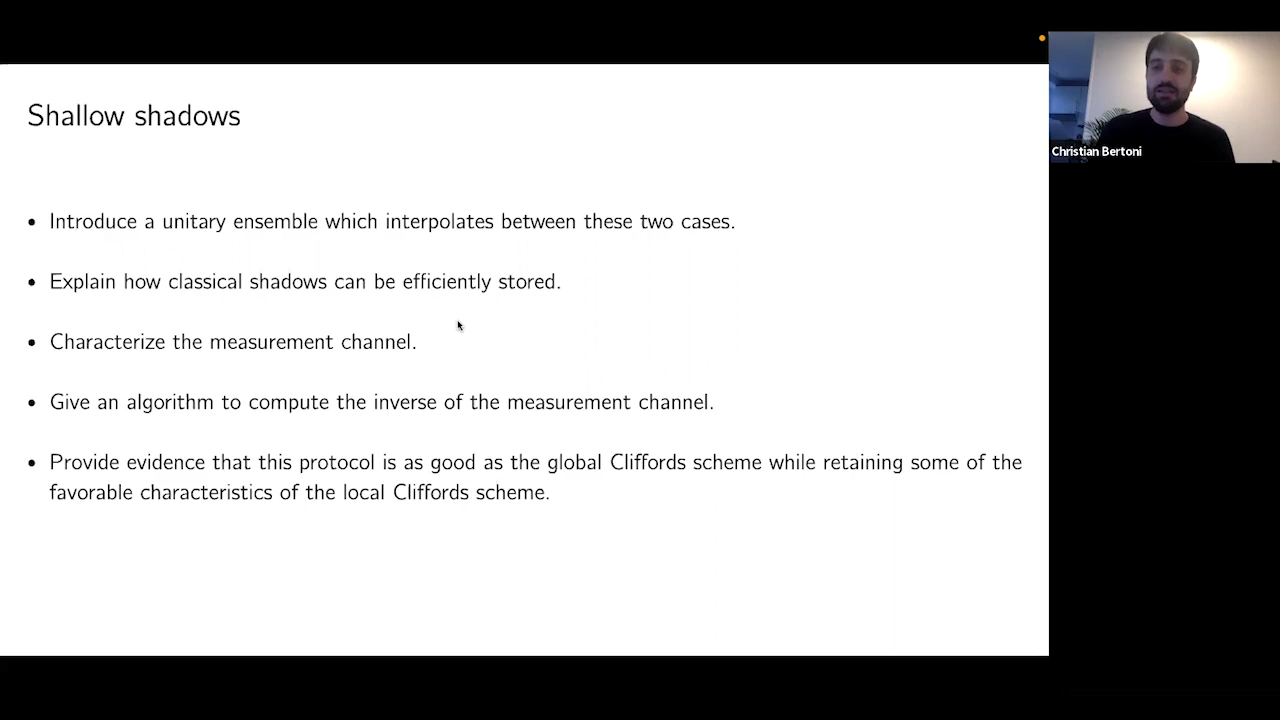 Shallow shadows
• Introduce a unitary ensemble which interpolates between these two cases.
• Explain how classical shadows can be efficiently stored.
• Characterize the measurement channel.
• Give an algorithm to compute the inverse of the measurement channel.
• Provide evidence that this protocol is as good as the global Cliffords scheme while retaining some of the
favorable characteristics of the local Cliffords scheme.
Christian Bertoni